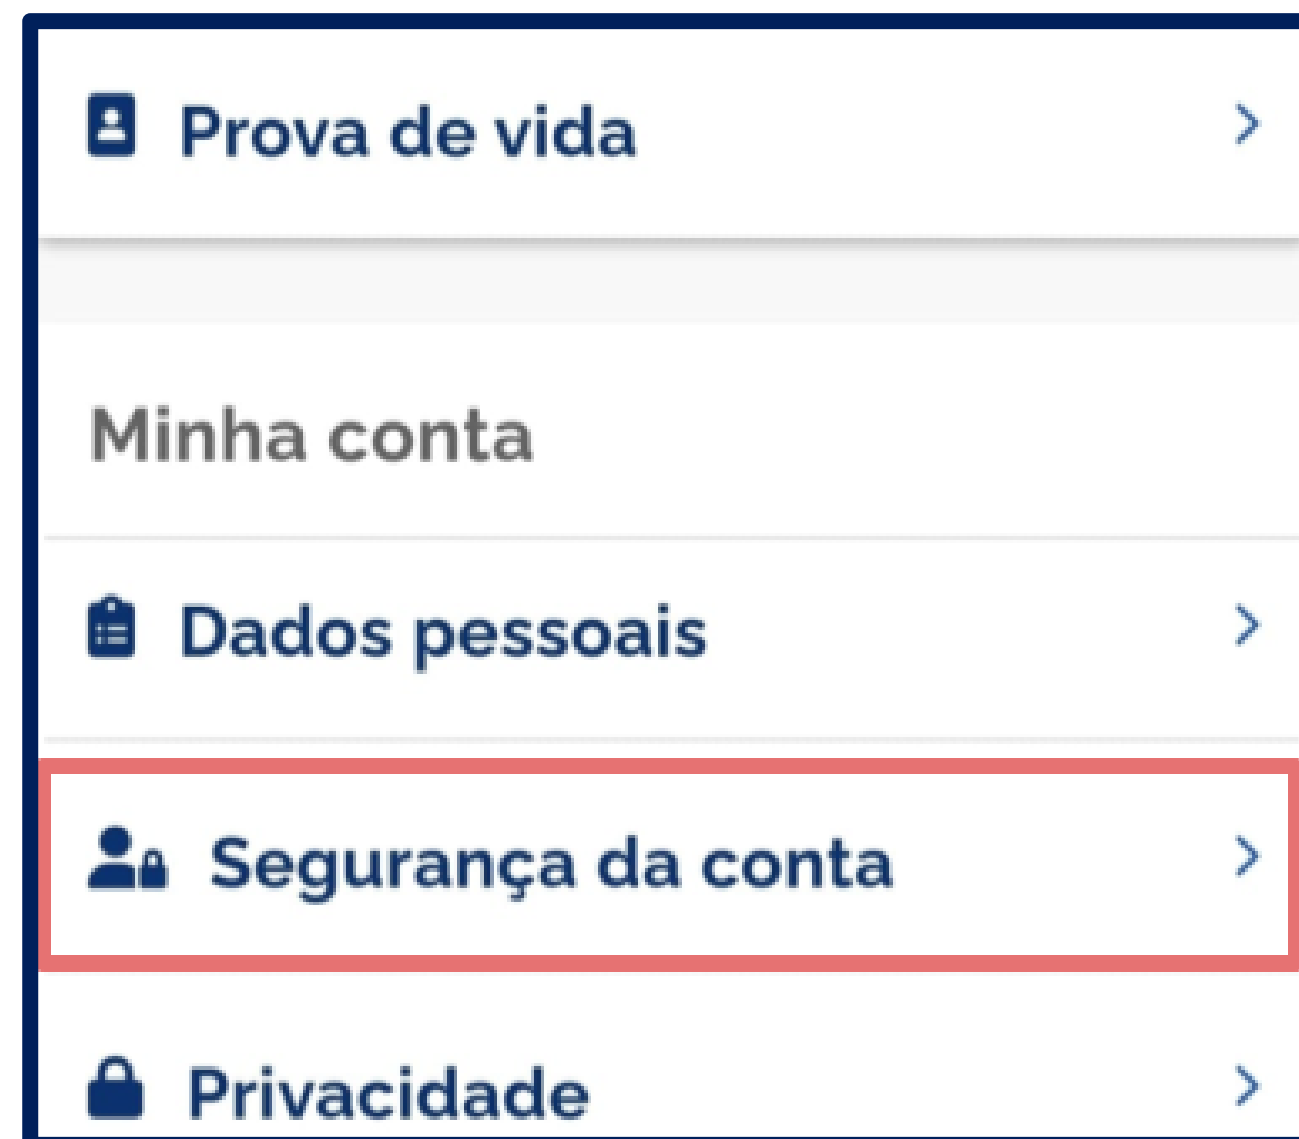 Prova de vida
Minha conta
Dados pessoais
Segurança da conta
Privacidade